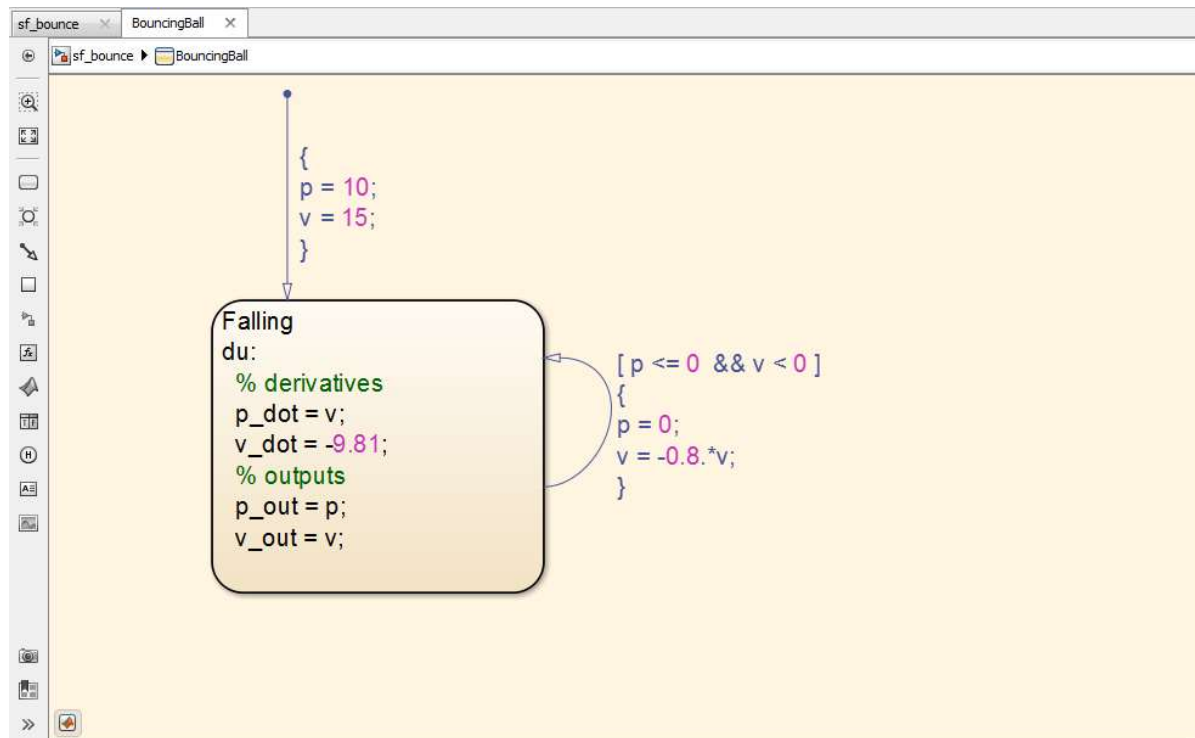 sf_bounce
BouncingBall
sf_bounce BouncingBall
{
p = 10;
v = 15;
}
Falling
du:
% derivatives
p_dot = v;
v_dot = -9.81;
% outputs
p_out = p;
v_out = v;
[ p <= 0 && v < 0 ]
{
p = 0;
v = -0.8.*v;
}